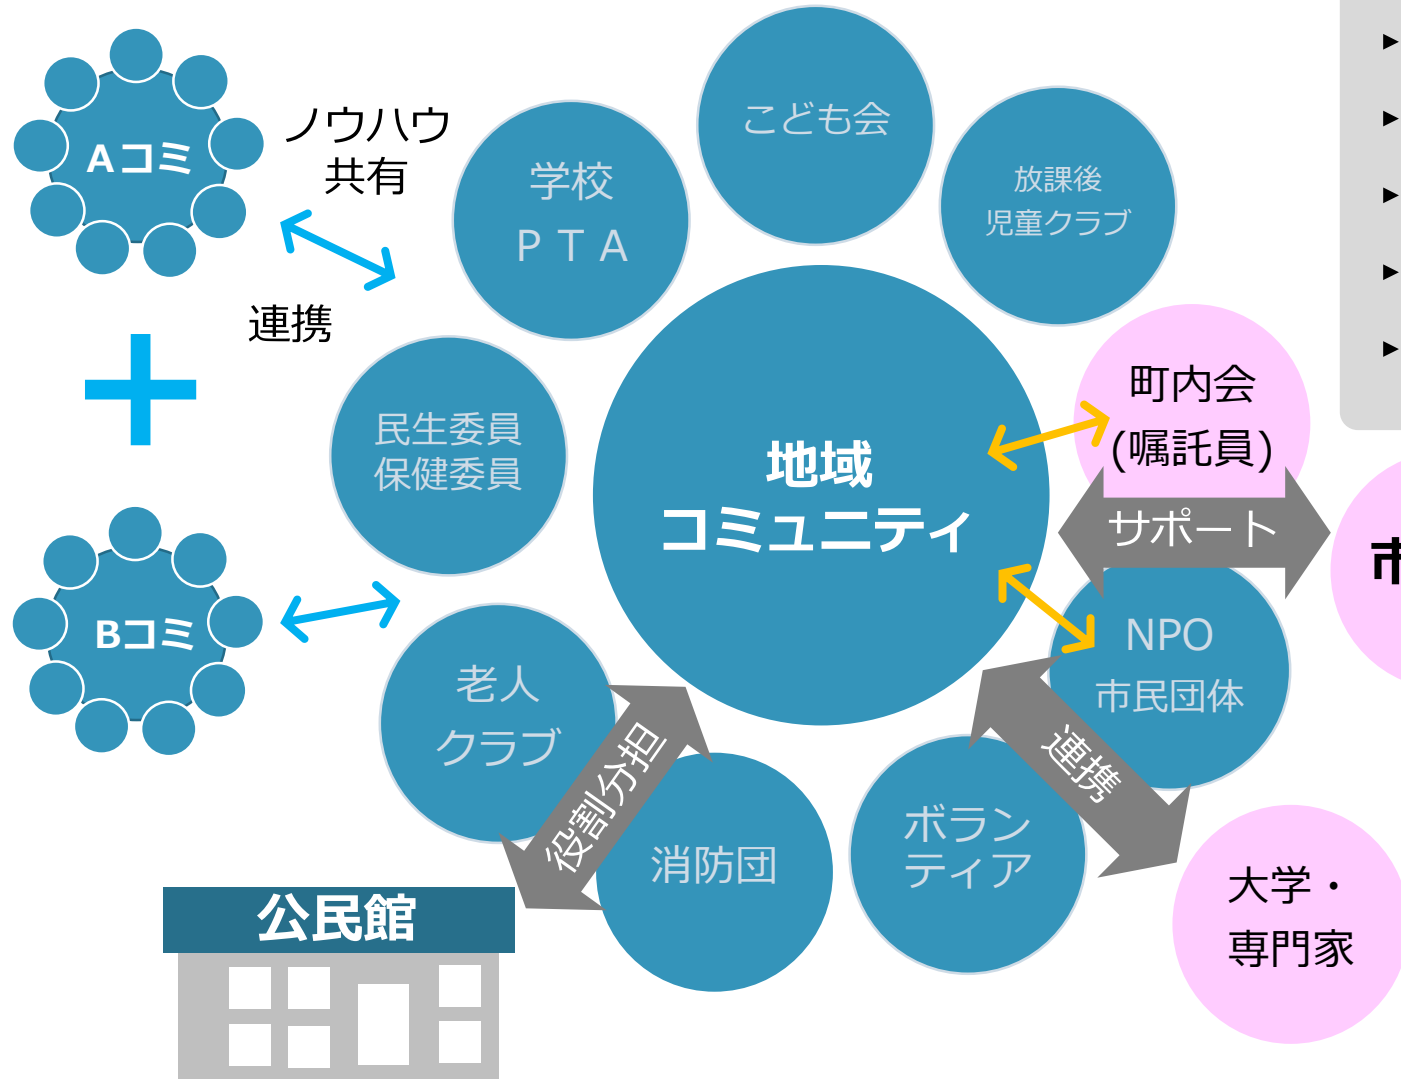 Aコミ
ノウハウ
共有
連携
Bコミ
学校
ＰＴＡ
こども会
放課後
児童クラブ
民生委員
保健委員
地域
コミュニティ
町内会
(嘱託員)
サポート
市
NPO
市民団体
老人
クラブ
役割分担
消防団
ボラン
ティア
連携
大学・
専門家
公民館